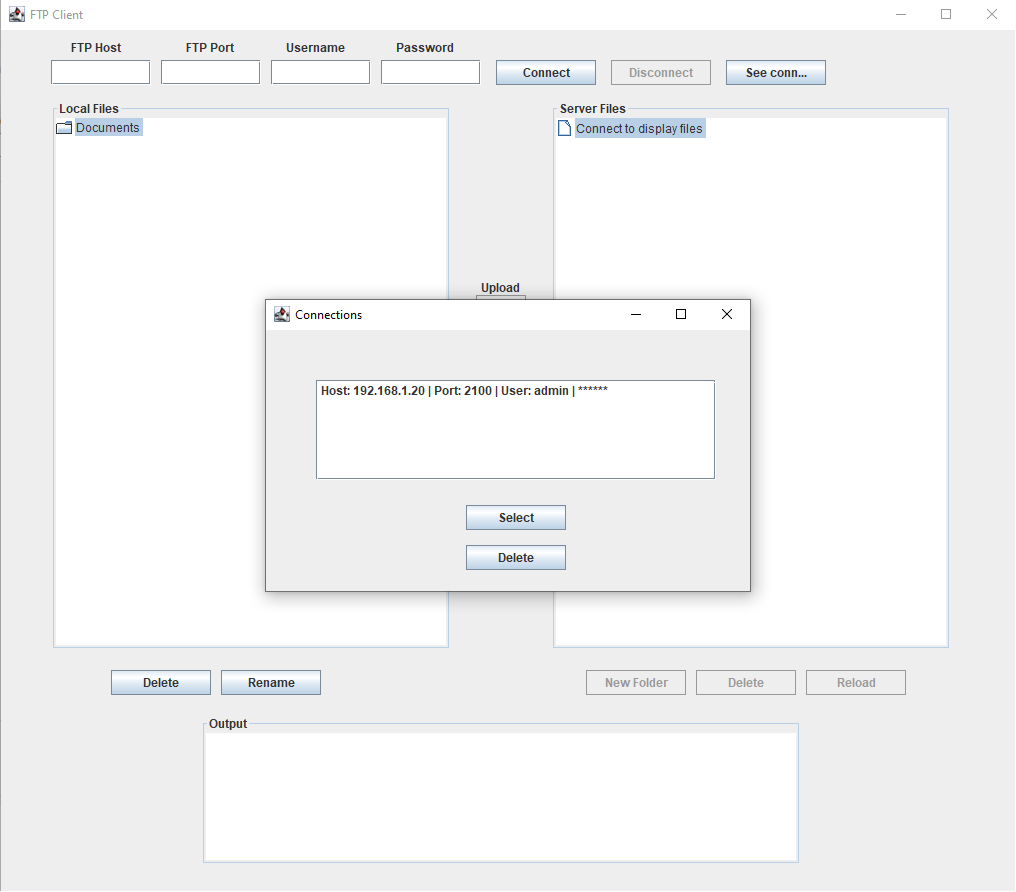 FTP Client
FTP Host FTP Port Username Password
Connect Disconnect See conn...
Local Files Server Files
Documents Connect to display files
Upload
Connections
Host: 192.168.1.20 | Port: 2100 | User: admin | ******
Select
Delete
Delete Rename New Folder Delete Reload
Output